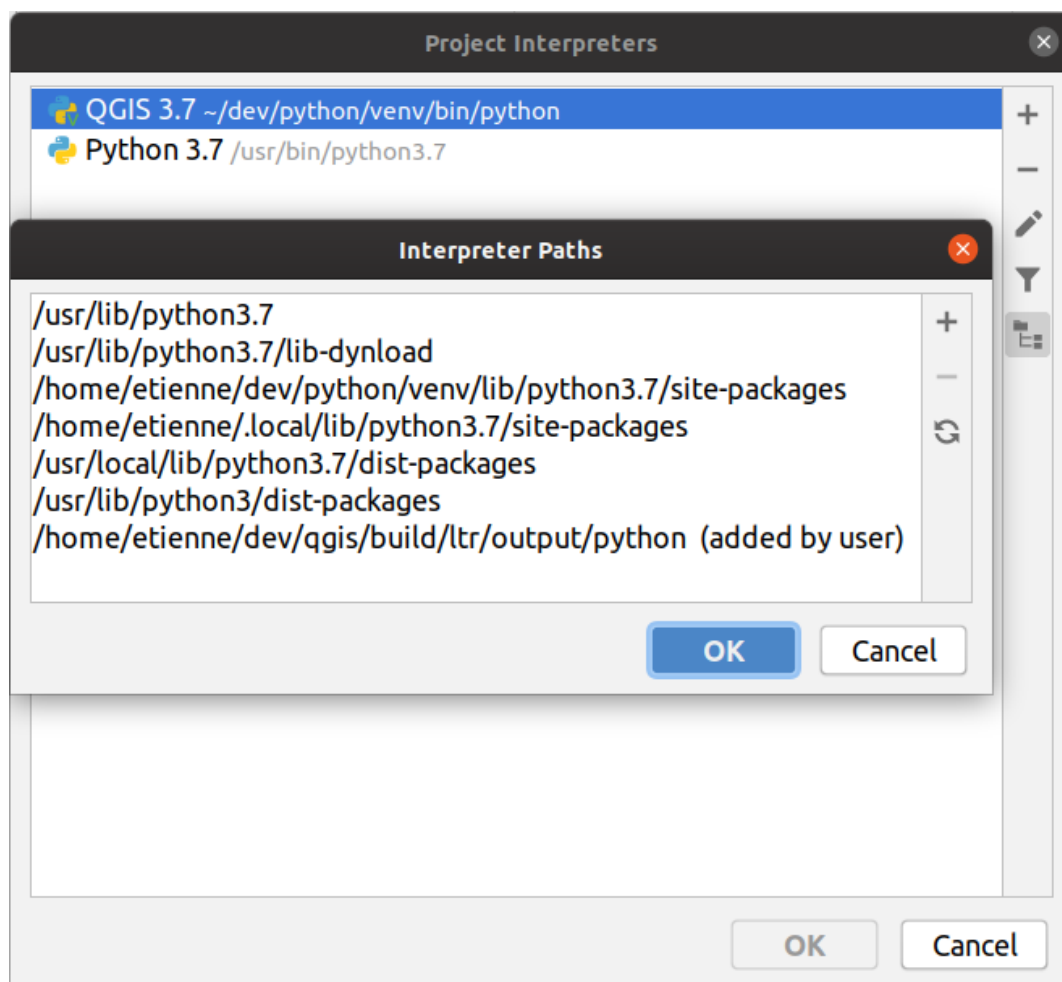 Project Interpreters
QGIS 3.7 ~/dev/python/venv/bin/python
Python 3.7 /usr/bin/python3.7
Interpreter Paths
/usr/lib/python3.7
/usr/lib/python3.7/lib-dynload
/home/etienne/dev/python/venv/lib/python3.7/site-packages
/home/etienne/.local/lib/python3.7/site-packages
/usr/local/lib/python3.7/dist-packages
/usr/lib/python3/dist-packages
/home/etienne/dev/qgis/build/ltr/output/python (added by user)
OK Cancel
OK Cancel